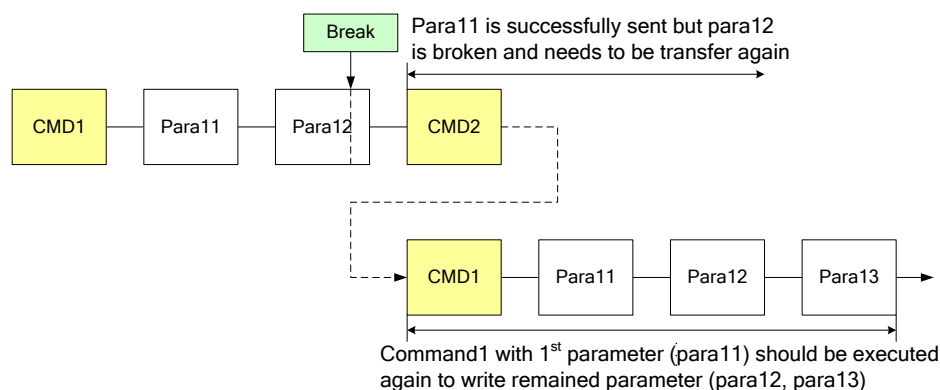 Break
Para11 is successfully sent but para12
is broken and needs to be transfer again
CMD1
Para11
Para12
CMD2
CMD1
Para11
Para12
Para13
Command1 with 1st parameter (para11) should be executed
again to write remained parameter (para12, para13)